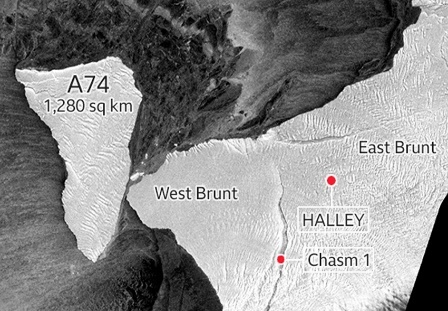 A74
1,280 sq km
East Brunt
West Brunt
HALLEY
Chasm 1